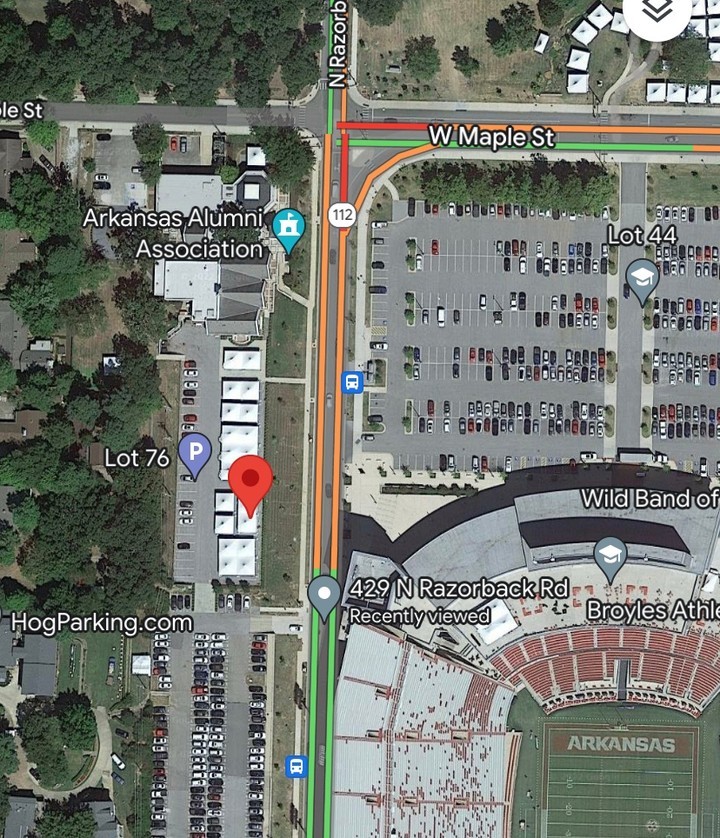 N Razorb
ple St
W Maple St
112
Arkansas Alumni
Association
Lot 44
Lot 76
P
Wild Band of
429 N Razorback Rd
Recently viewed
Broyles Athle
HogParking.com
ARKANSAS